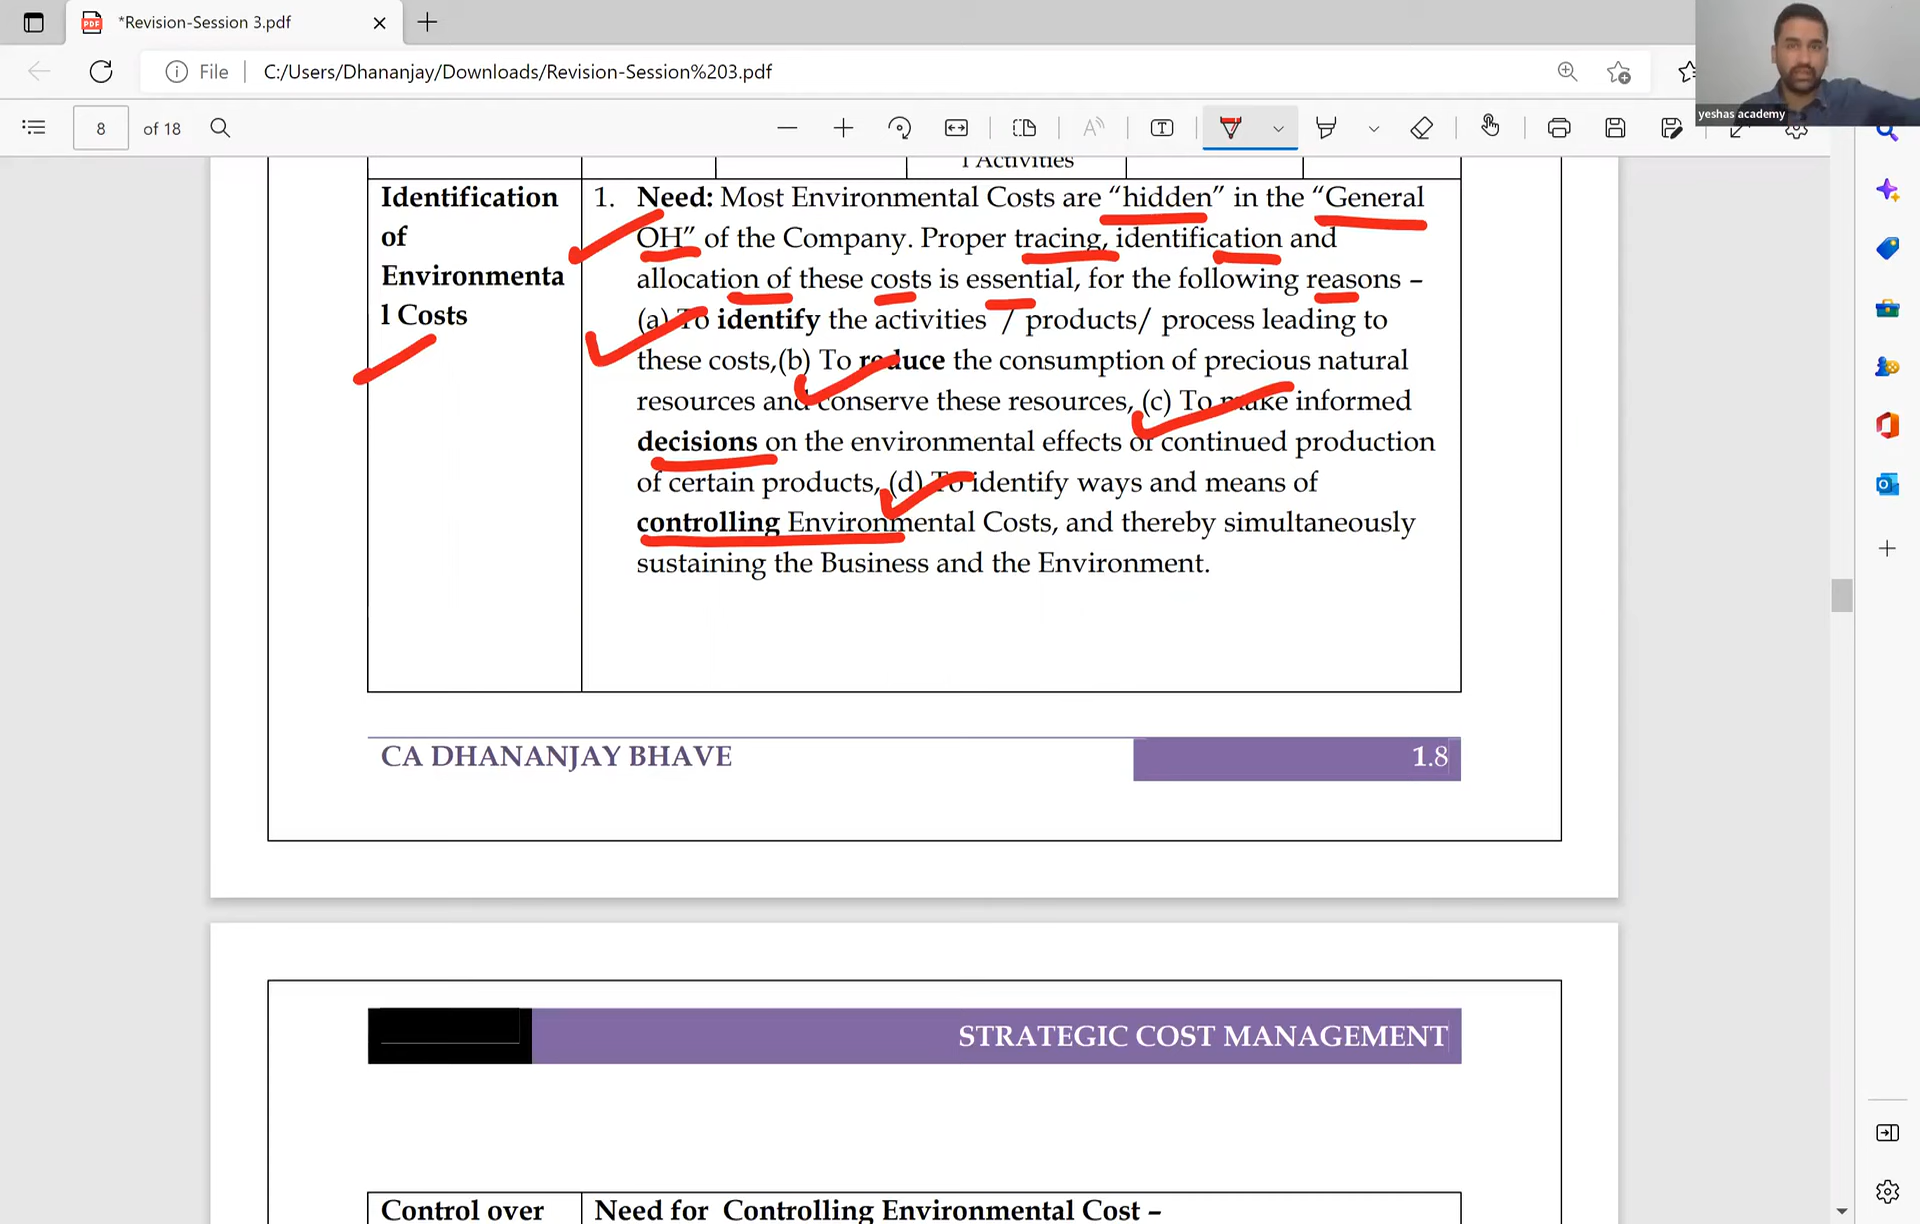 *Revision-Session 3.pdf
File
C:/Users/Dhananjay/Downloads/Revision-Session%203.pdf
yeshas academy
8 of 18
l Activities
Identification
of
Environmenta
l Costs
1. Need: Most Environmental Costs are “hidden” in the “General
OH” of the Company. Proper tracing, identification and
allocation of these costs is essential, for the following reasons –
(a) To identify the activities / products/ process leading to
these costs,(b) To reduce the consumption of precious natural
resources and conserve these resources, (c) To make informed
decisions on the environmental effects of continued production
of certain products, (d) To identify ways and means of
controlling Environmental Costs, and thereby simultaneously
sustaining the Business and the Environment.
CA DHANANJAY BHAVE
1.8
STRATEGIC COST MANAGEMENT
Control over
Need for Controlling Environmental Cost –